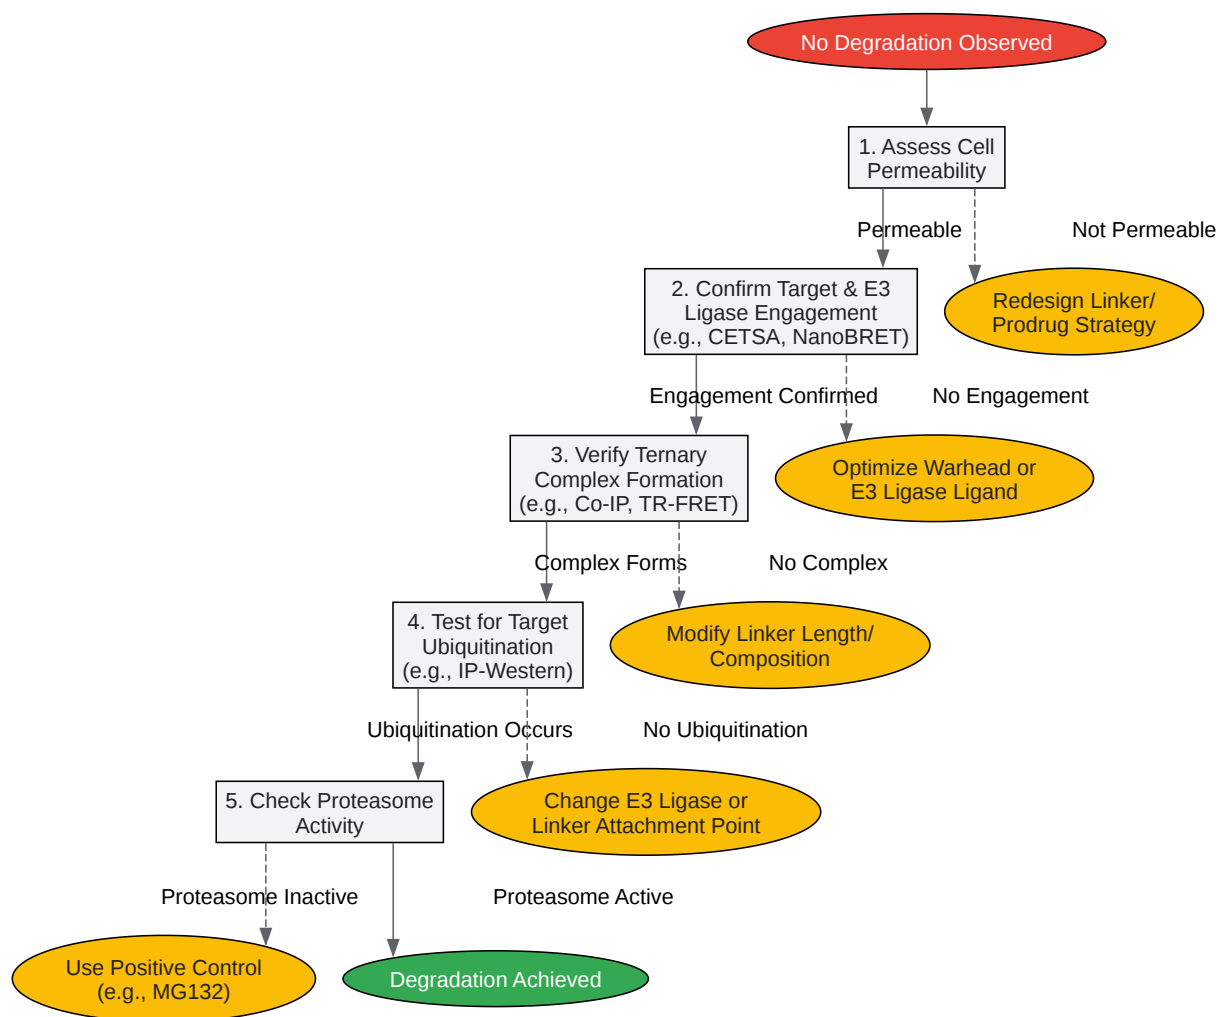 No Degradation Observed
1. Assess Cell
Permeability
Permeable
Not Permeable
2. Confirm Target & E3
Ligase Engagement
(e.g., CETSA, NanoBRET)
Redesign Linker/
Prodrug Strategy
Engagement Confirmed
No Engagement
3. Verify Ternary
Complex Formation
(e.g., Co-IP, TR-FRET)
Optimize Warhead or
E3 Ligase Ligand
Complex Forms
No Complex
4. Test for Target
Ubiquitination
(e.g., IP-Western)
Modify Linker Length/
Composition
Ubiquitination Occurs
No Ubiquitination
5. Check Proteasome
Activity
Change E3 Ligase or
Linker Attachment Point
Proteasome Inactive
Proteasome Active
Use Positive Control
(e.g., MG132)
Degradation Achieved